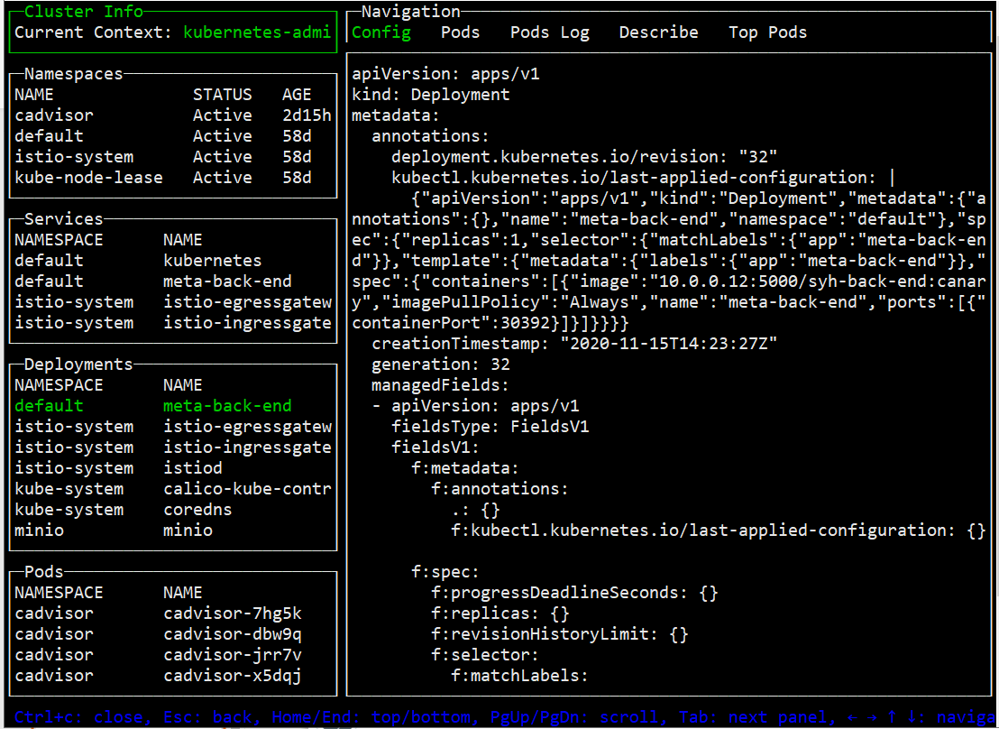 Cluster Info
Current Context: kubernetes-admi
Namespaces
NAME STATUS AGE
cadvisor Active 2d15h
default Active 58d
istio-system Active 58d
kube-node-lease Active 58d
Services
NAMESPACE NAME
default kubernetes
default meta-back-end
istio-system istio-egressgatew
istio-system istio-ingressgate
Deployments
NAMESPACE NAME
default meta-back-end
istio-system istio-egressgatew
istio-system istio-ingressgate
istio-system istiod
kube-system calico-kube-contr
kube-system coredns
minio minio
Pods
NAMESPACE NAME
cadvisor cadvisor-7hg5k
cadvisor cadvisor-dbw9q
cadvisor cadvisor-jrr7v
cadvisor cadvisor-x5dqj
Navigation
Config Pods Pods Log Describe Top Pods
apiVersion: apps/v1
kind: Deployment
metadata:
  annotations:
    deployment.kubernetes.io/revision: "32"
    kubectl.kubernetes.io/last-applied-configuration: |
      {"apiVersion":"apps/v1","kind":"Deployment","metadata":{"a
nnotations":{},"name":"meta-back-end","namespace":"default"},"sp
ec":{"replicas":1,"selector":{"matchLabels":{"app":"meta-back-en
d"}},"template":{"metadata":{"labels":{"app":"meta-back-end"}},"
spec":{"containers":[{"image":"10.0.0.12:5000/syh-back-end:canar
y","imagePullPolicy":"Always","name":"meta-back-end","ports":[{"
containerPort":30392}]}]}}}}
  creationTimestamp: "2020-11-15T14:23:27Z"
  generation: 32
  managedFields:
  - apiVersion: apps/v1
    fieldsType: FieldsV1
    fieldsV1:
      f:metadata:
        f:annotations:
          .: {}
          f:kubectl.kubernetes.io/last-applied-configuration: {}
      f:spec:
        f:progressDeadlineSeconds: {}
        f:replicas: {}
        f:revisionHistoryLimit: {}
        f:selector:
          f:matchLabels:
Ctrl+c: close, Esc: back, Home/End: top/bottom, PgUp/PgDn: scroll, Tab: next panel, ← → ↑ ↓: naviga